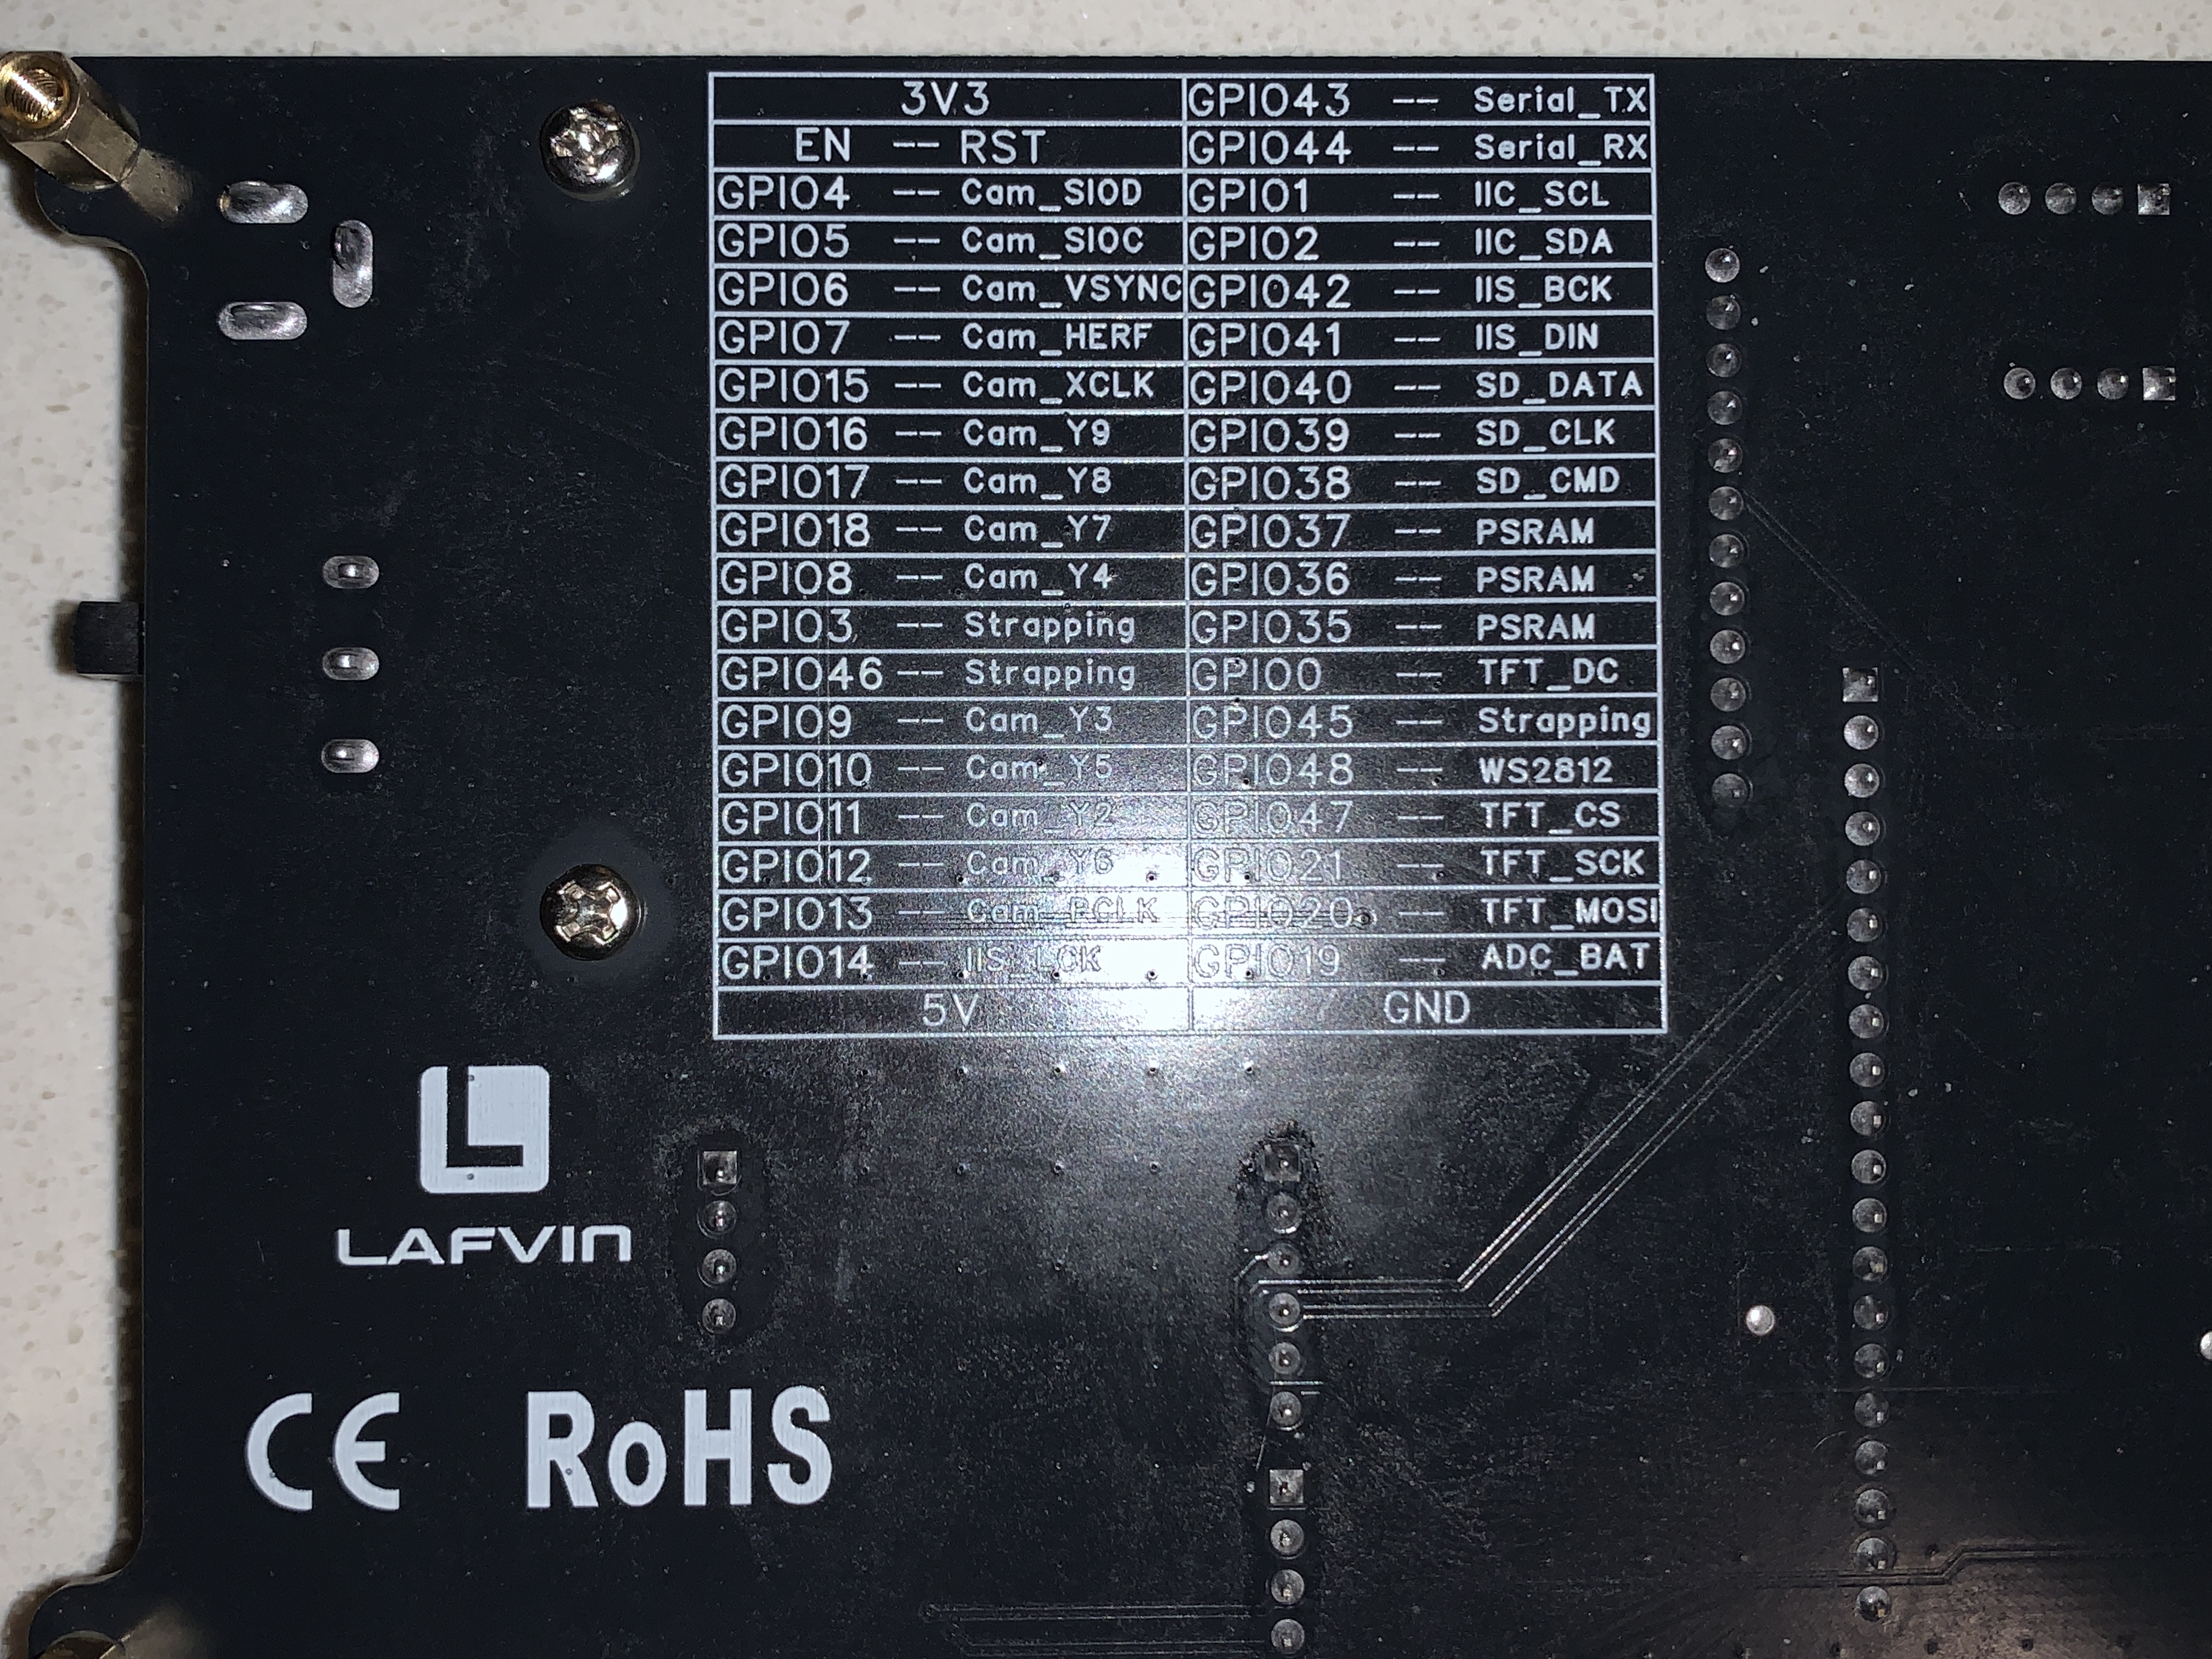 3V3 GPIO43 -- Serial_TX
EN -- RST GPIO44 -- Serial_RX
GPIO4 -- Cam_SIOD GPIO1 -- IIC_SCL
GPIO5 -- Cam_SIOC GPIO2 -- IIC_SDA
GPIO6 -- Cam_VSYNC GPIO42 -- IIS_BCK
GPIO7 -- Cam_HERF GPIO41 -- IIS_DIN
GPIO15 -- Cam_XCLK GPIO40 -- SD_DATA
GPIO16 -- Cam_Y9 GPIO39 -- SD_CLK
GPIO17 -- Cam_Y8 GPIO38 -- SD_CMD
GPIO18 -- Cam_Y7 GPIO37 -- PSRAM
GPIO8 -- Cam_Y4 GPIO36 -- PSRAM
GPIO3 -- Strapping GPIO35 -- PSRAM
GPIO46 -- Strapping GPIO0 -- TFT_DC
GPIO9 -- Cam_Y3 GPIO45 -- Strapping
GPIO10 -- Cam_Y5 GPIO48 -- WS2812
GPIO11 -- Cam_Y2 GPIO47 -- TFT_CS
GPIO12 -- Cam_Y6 GPIO21 -- TFT_SCK
GPIO13 -- Cam_PCLK GPIO20 -- TFT_MOSI
GPIO14 -- IIS_LCK GPIO19 -- ADC_BAT
5V GND
LAFVIN
CE RoHS